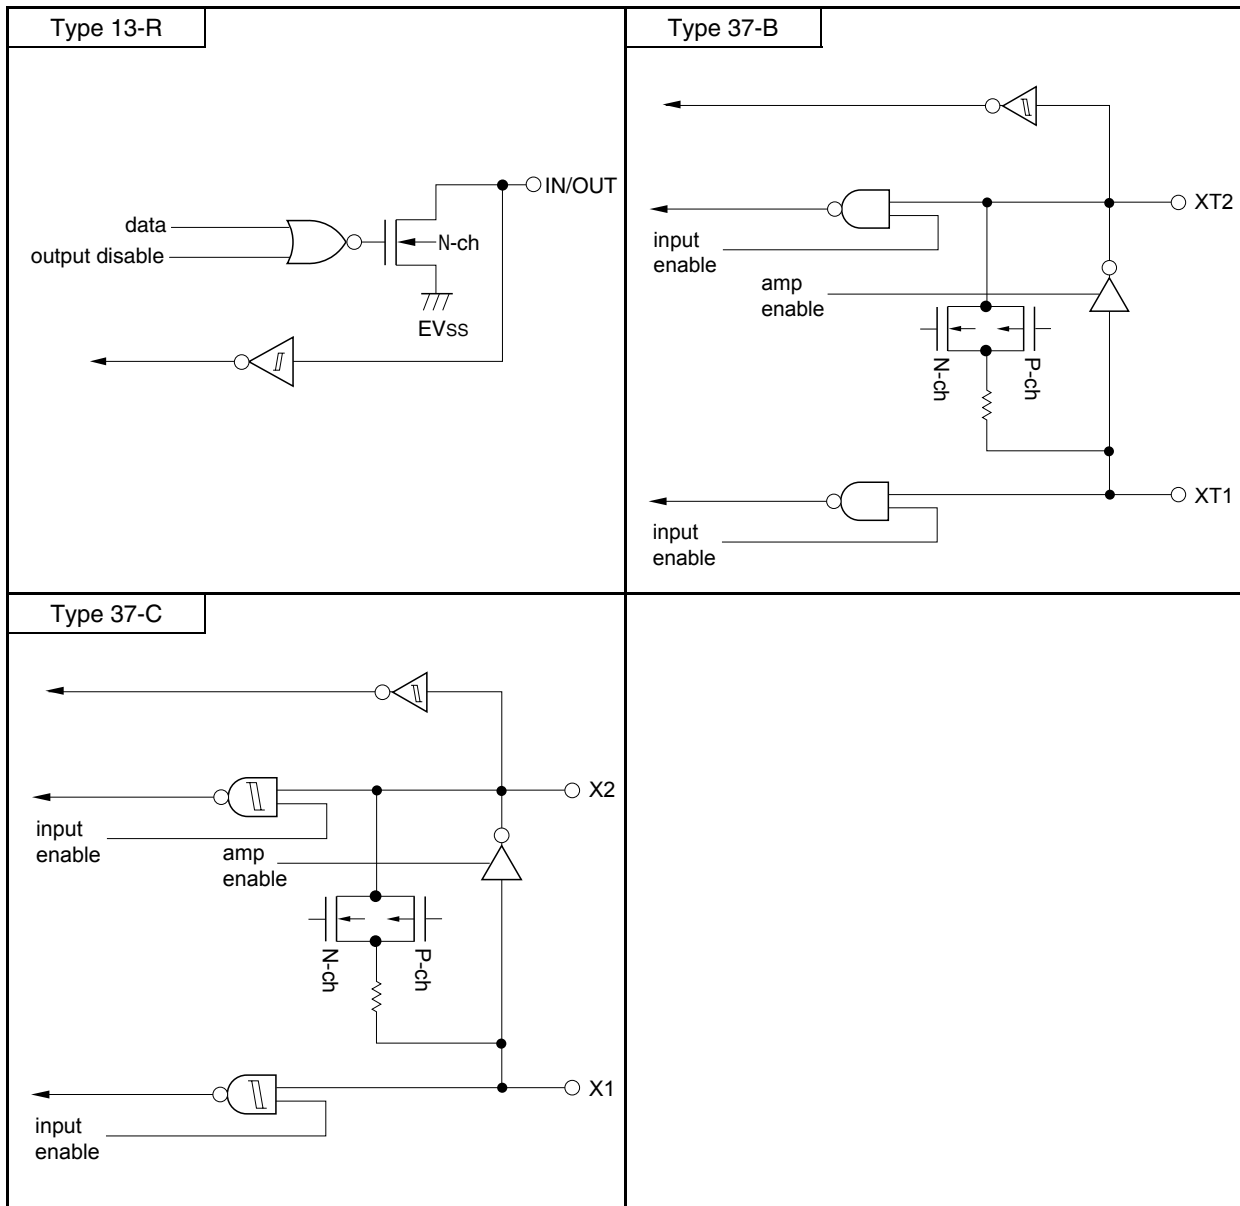 Type 13-R
IN/OUT
data
output disable
N-ch
EVSS
Type 37-B
XT2
input
enable
amp
enable
N-ch
P-ch
XT1
input
enable
Type 37-C
X2
input
enable
amp
enable
N-ch
P-ch
X1
input
enable